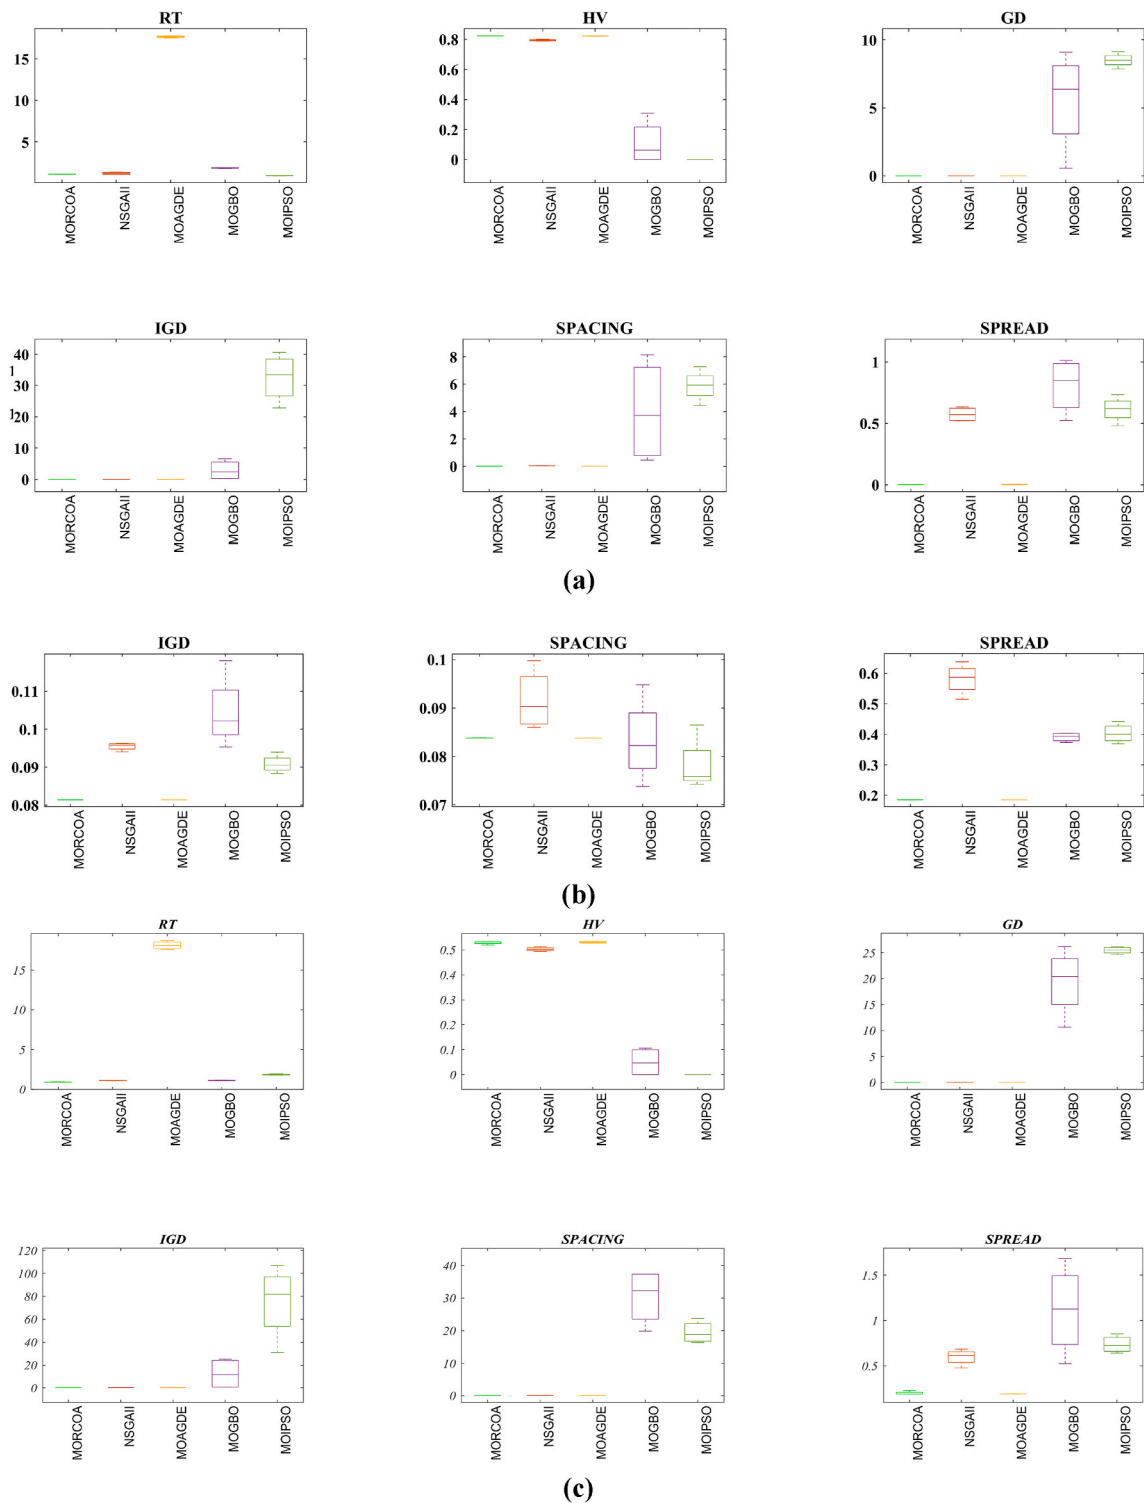 RT HV GD
15 0.8 10
10 0.6
5 0.4 5
0.2
0 0
MORCOA NSGAII MOAGDE MOGBO MOIPSO MORCOA NSGAII MOAGDE MOGBO MOIPSO MORCOA NSGAII MOAGDE MOGBO MOIPSO
IGD SPACING SPREAD
40 8 1
1
30 6
1
20 4 0.5
10 2
0 0 0
MORCOA NSGAII MOAGDE MOGBO MOIPSO MORCOA NSGAII MOAGDE MOGBO MOIPSO MORCOA NSGAII MOAGDE MOGBO MOIPSO
(a)
IGD SPACING SPREAD
0.11 0.1 0.6
0.1 0.09 0.5
0.09 0.08 0.4
0.08 0.07 0.3
0.2
MORCOA NSGAII MOAGDE MOGBO MOIPSO MORCOA NSGAII MOAGDE MOGBO MOIPSO MORCOA NSGAII MOAGDE MOGBO MOIPSO
(b)
RT HV GD
15 0.5 25
10 0.4 20
5 0.3 15
0 0.2 10
0.1 5
0 0
MORCOA NSGAII MOAGDE MOGBO MOIPSO MORCOA NSGAII MOAGDE MOGBO MOIPSO MORCOA NSGAII MOAGDE MOGBO MOIPSO
IGD SPACING SPREAD
120 40 1.5
100 30 1
80 20 0.5
60 10
40 0
20
0
MORCOA NSGAII MOAGDE MOGBO MOIPSO MORCOA NSGAII MOAGDE MOGBO MOIPSO MORCOA NSGAII MOAGDE MOGBO MOIPSO
(c)